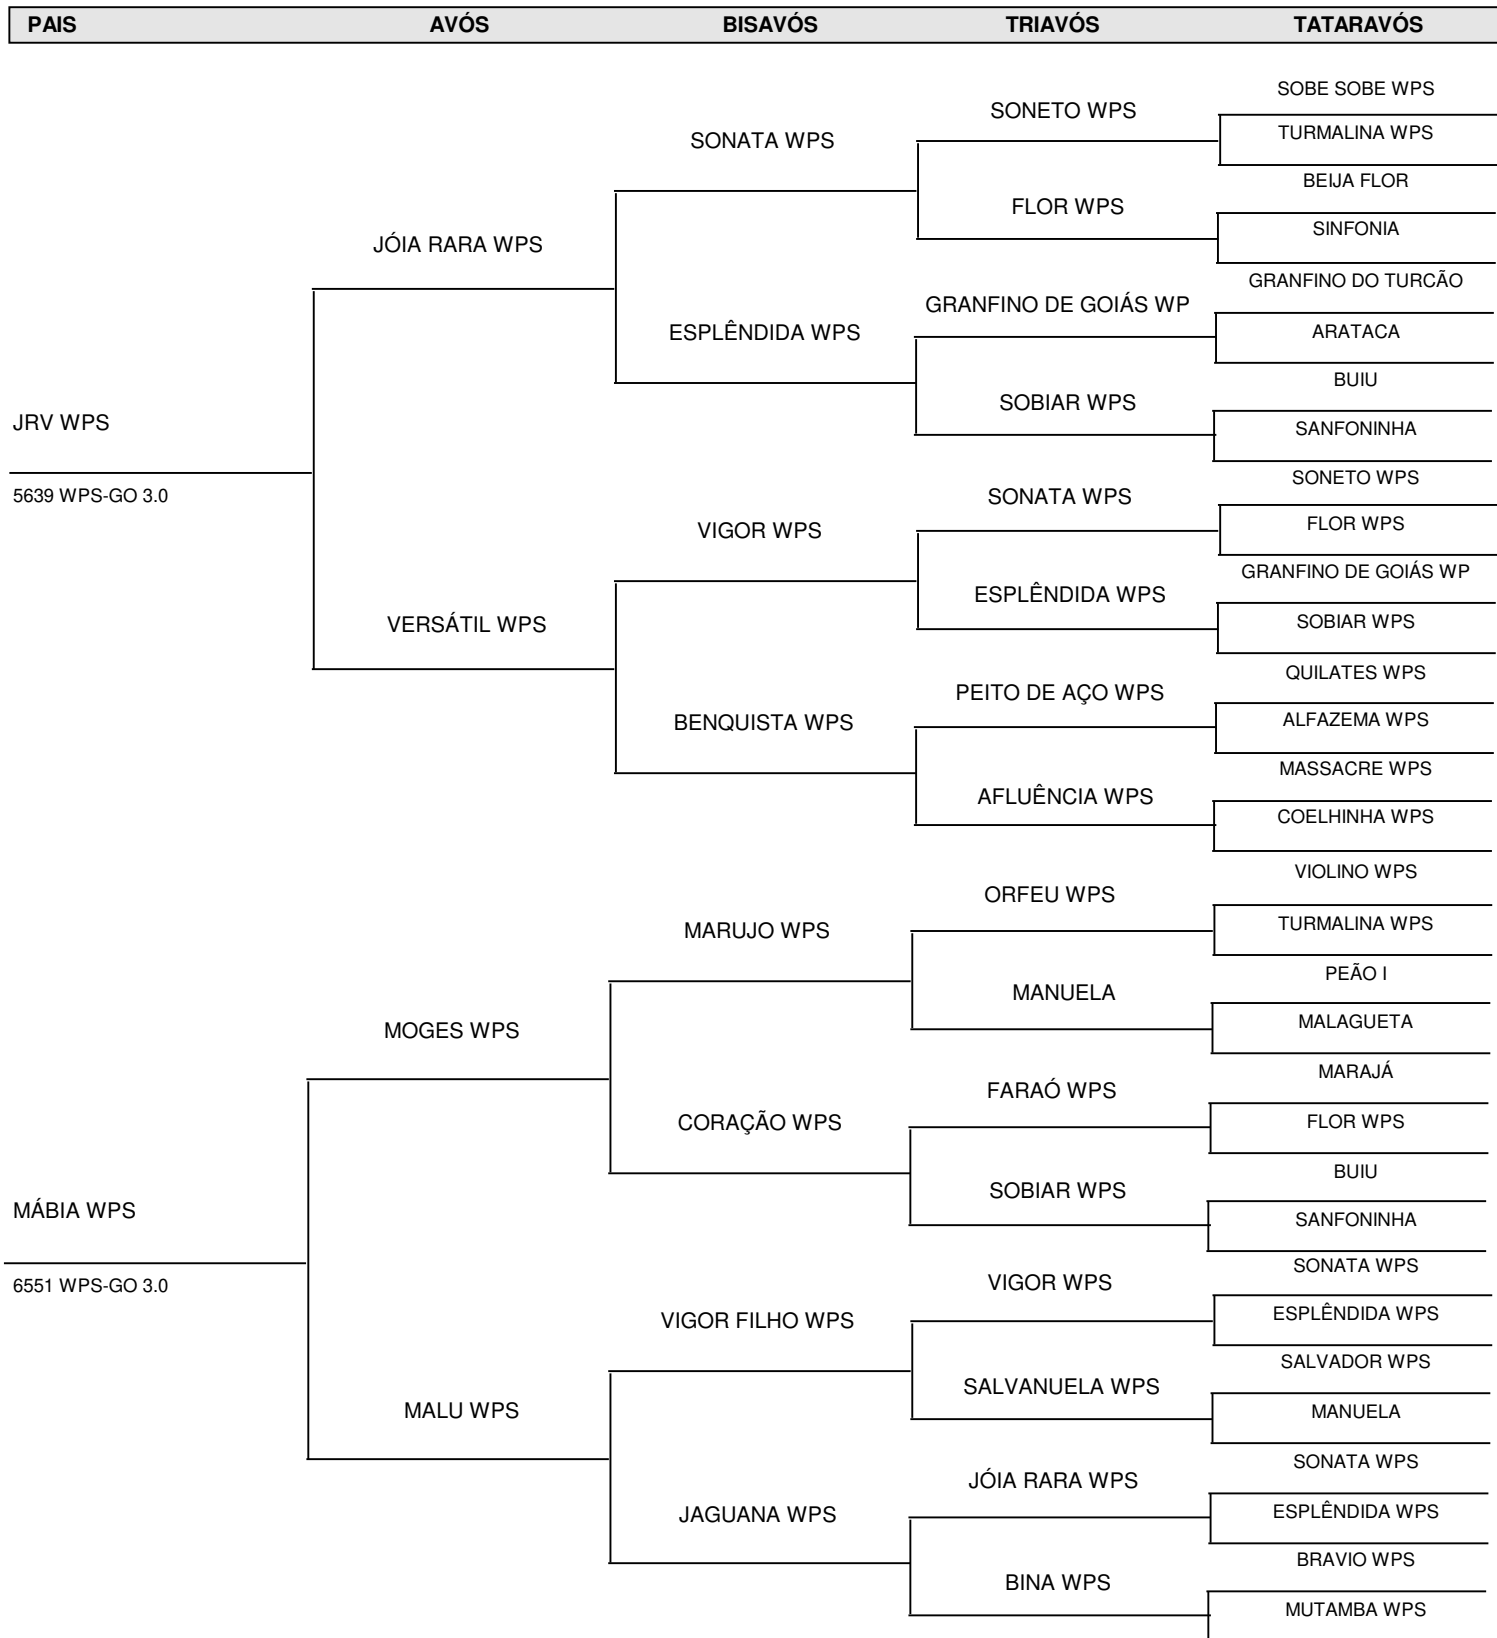 PAIS AVÓS BISAVÓS TRIAVÓS TATARAVÓS
SOBE SOBE WPS
SONETO WPS
TURMALINA WPS
SONATA WPS
BEIJA FLOR
FLOR WPS
SINFONIA
JÓIA RARA WPS
GRANFINO DO TURCÃO
GRANFINO DE GOIÁS WP
ARATACA
ESPLÊNDIDA WPS
BUIU
SOBIAR WPS
SANFONINHA
JRV WPS
5639 WPS-GO 3.0
SONETO WPS
SONATA WPS
FLOR WPS
VIGOR WPS
GRANFINO DE GOIÁS WP
ESPLÊNDIDA WPS
SOBIAR WPS
VERSÁTIL WPS
QUILATES WPS
PEITO DE AÇO WPS
ALFAZEMA WPS
BENQUISTA WPS
MASSACRE WPS
AFLUÊNCIA WPS
COELHINHA WPS
VIOLINO WPS
ORFEU WPS
TURMALINA WPS
MARUJO WPS
PEÃO I
MANUELA
MALAGUETA
MOGES WPS
MARAJÁ
FARAÓ WPS
FLOR WPS
CORAÇÃO WPS
BUIU
SOBIAR WPS
SANFONINHA
MÁBIA WPS
6551 WPS-GO 3.0
SONATA WPS
VIGOR WPS
ESPLÊNDIDA WPS
VIGOR FILHO WPS
SALVADOR WPS
SALVANUELA WPS
MANUELA
MALU WPS
SONATA WPS
JÓIA RARA WPS
ESPLÊNDIDA WPS
JAGUANA WPS
BRAVIO WPS
BINA WPS
MUTAMBA WPS